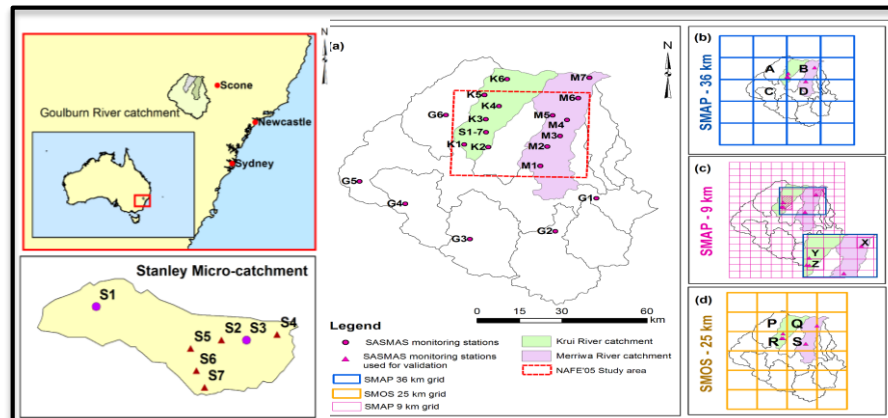 N
Scone
Goulburn River catchment
Newcastle
Sydney
Stanley Micro-catchment
S1
S5
S2
S3
S4
S6
S7
(a)
N
K6
M7
K5
K4
M6
G6
K3
M5
M4
S1-7
M3
K1
K2
M2
M1
G5
G4
G1
G2
G3
0
15
30
60
km
Legend
SASMAS monitoring stations
SASMAS monitoring stations
used for validation
SMAP 36 km grid
SMOS 25 km grid
SMAP 9 km grid
Krui River catchment
Merriwa River catchment
NAFE'05 Study area
SMAP - 36 km
(b)
N
A
B
C
D
SMAP - 9 km
(c)
N
X
Y
Z
SMOS - 25 km
(d)
N
P
Q
R
S